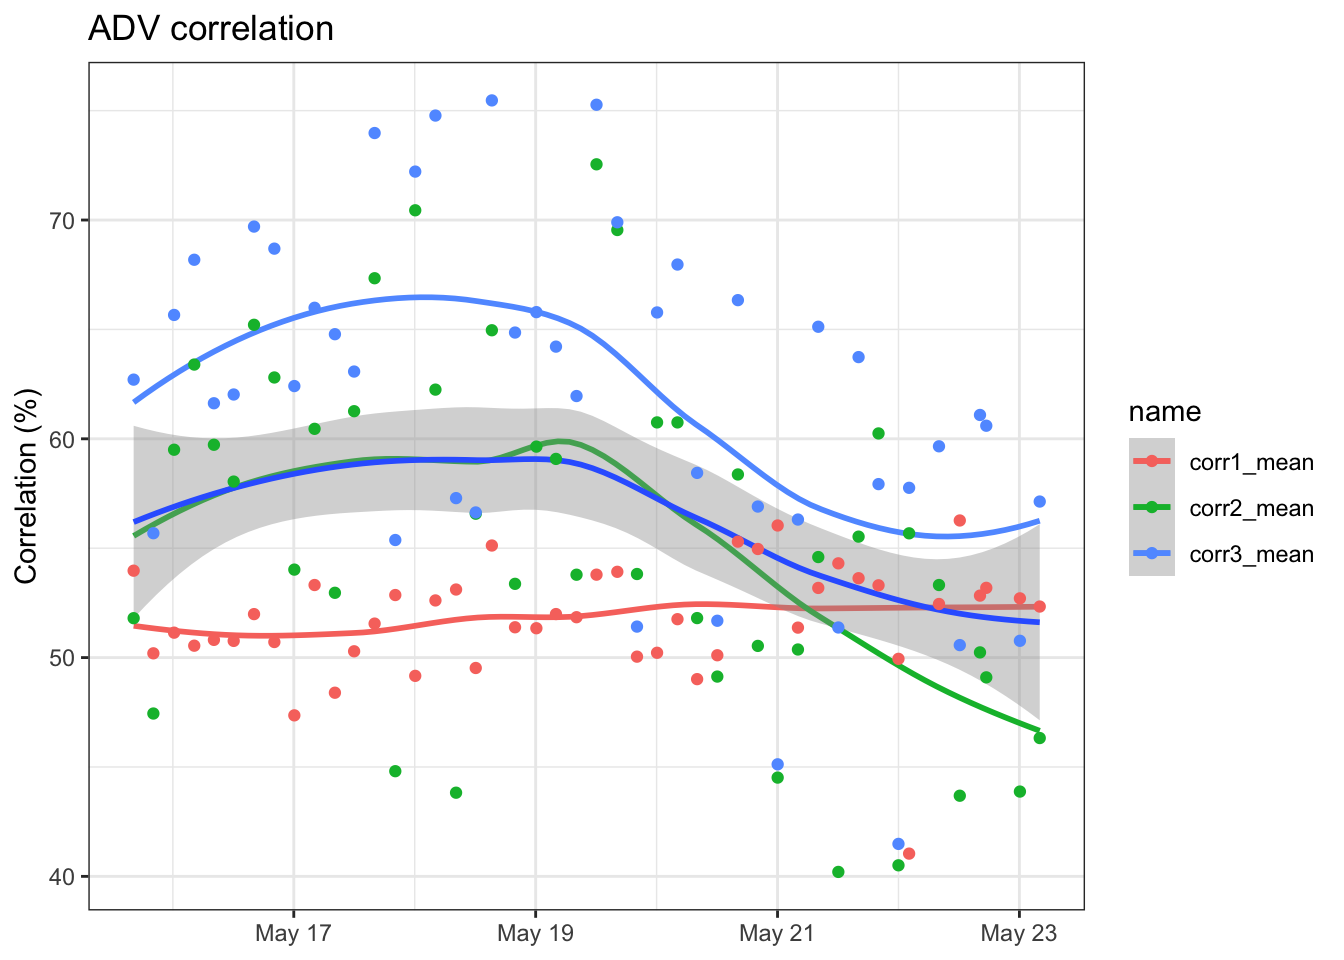 ADV correlation
Correlation (%)
70
60
50
40
May 17
May 19
May 21
May 23
name
corr1_mean
corr2_mean
corr3_mean